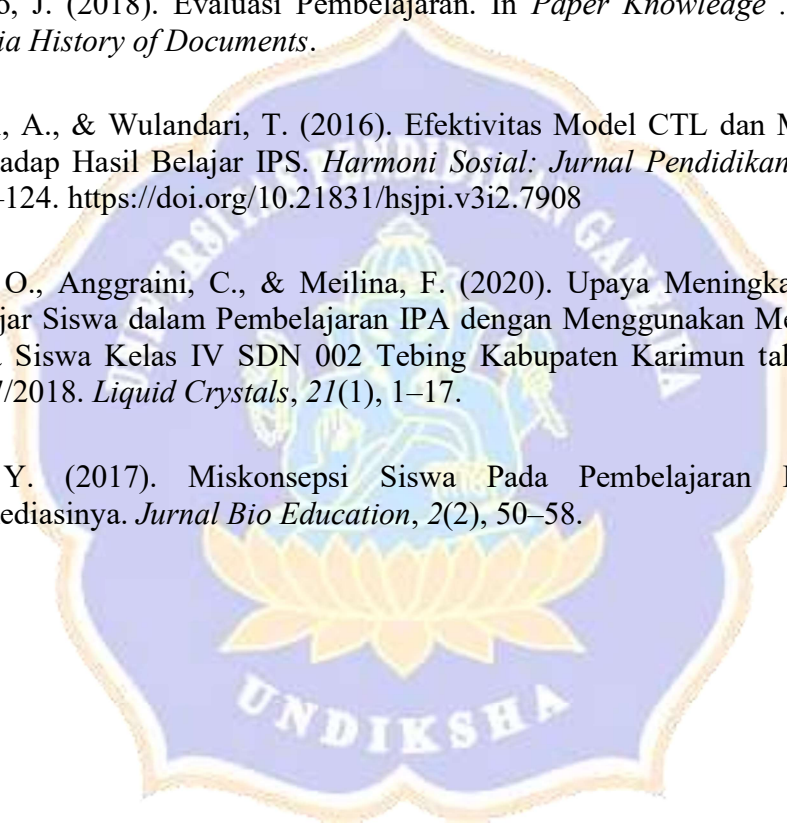 o, J. (2018). Evaluasi Pembelajaran. In Paper Knowledge .
ia History of Documents.
, A., & Wulandari, T. (2016). Efektivitas Model CTL dan M
adap Hasil Belajar IPS. Harmoni Sosial: Jurnal Pendidikan
–124. https://doi.org/10.21831/hsjpi.v3i2.7908
O., Anggraini, C., & Meilina, F. (2020). Upaya Meningka
jar Siswa dalam Pembelajaran IPA dengan Menggunakan Me
Siswa Kelas IV SDN 002 Tebing Kabupaten Karimun tal
/2018. Liquid Crystals, 21(1), 1–17.
Y. (2017). Miskonsepsi Siswa Pada Pembelajaran
ediasinya. Jurnal Bio Education, 2(2), 50–58.
UNIVERSITAS PENDIDIKAN GANESHA
UNDIKSHA